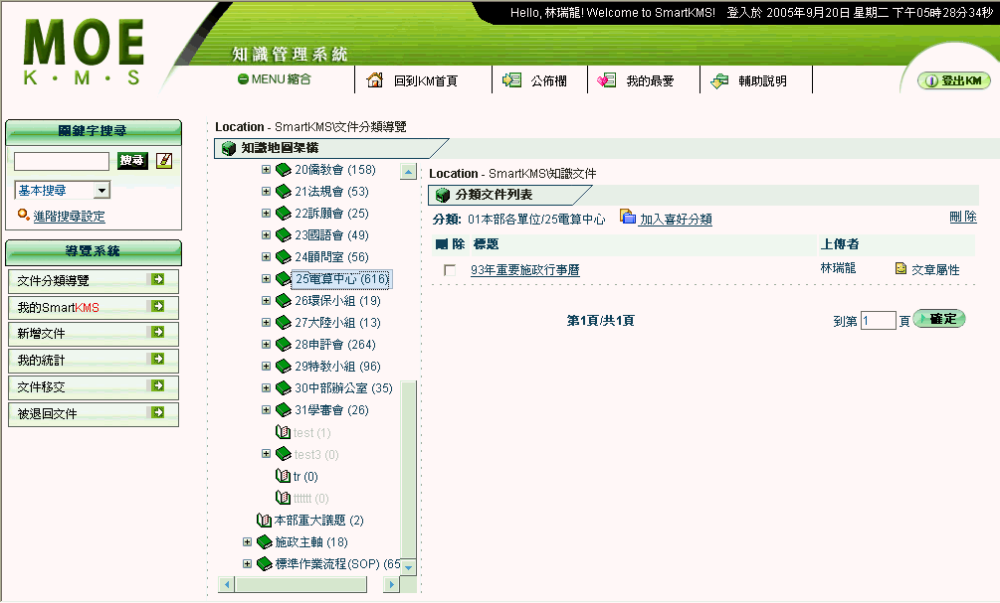 Hello, 林瑞龍! Welcome to SmartKMS! 登入於 2005年9月20日 星期二 下午05時28分34秒
MOE
K·M·S
知識管理系統
MENU縮合
回到KM首頁
公佈欄
我的最愛
輔助說明
登出KM
關鍵字搜尋
搜尋
基本搜尋
進階搜尋設定
導覽系統
文件分類導覽
我的SmartKMS
新增文件
我的統計
文件移交
被退回文件
Location - SmartKMS\文件分類導覽
知識地圖架構
20僑教會 (158)
21法規會 (53)
22訴願會 (25)
23國語會 (49)
24顧問室 (56)
25電算中心 (616)
26環保小組 (19)
27大陸小組 (13)
28申評會 (264)
29特教小組 (96)
30中部辦公室 (35)
31學審會 (26)
test (1)
test3 (0)
tr (0)
tttttt (0)
本部重大議題 (2)
施政主軸 (18)
標準作業流程(SOP) (65
Location - SmartKMS\知識文件
分類文件列表
分類: 01本部各單位/25電算中心 加入喜好分類 刪除
刪除 標題 上傳者
93年重要施政行事曆 林瑞龍 文章屬性
第1頁/共1頁 到第 1 頁 確定